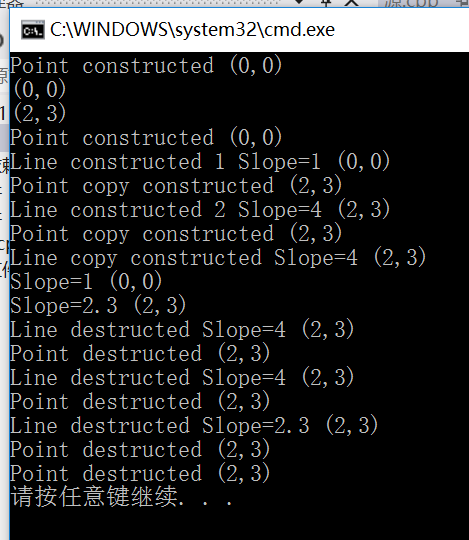 源.cpp
C:\WINDOWS\system32\cmd.exe
Point constructed (0,0)
(0,0)
(2,3)
Point constructed (0,0)
Line constructed 1 Slope=1 (0,0)
Point copy constructed (2,3)
Line constructed 2 Slope=4 (2,3)
Point copy constructed (2,3)
Line copy constructed Slope=4 (2,3)
Slope=1 (0,0)
Slope=2.3 (2,3)
Line destructed Slope=4 (2,3)
Point destructed (2,3)
Line destructed Slope=4 (2,3)
Point destructed (2,3)
Line destructed Slope=2.3 (2,3)
Point destructed (2,3)
Point destructed (2,3)
请按任意键继续. . .